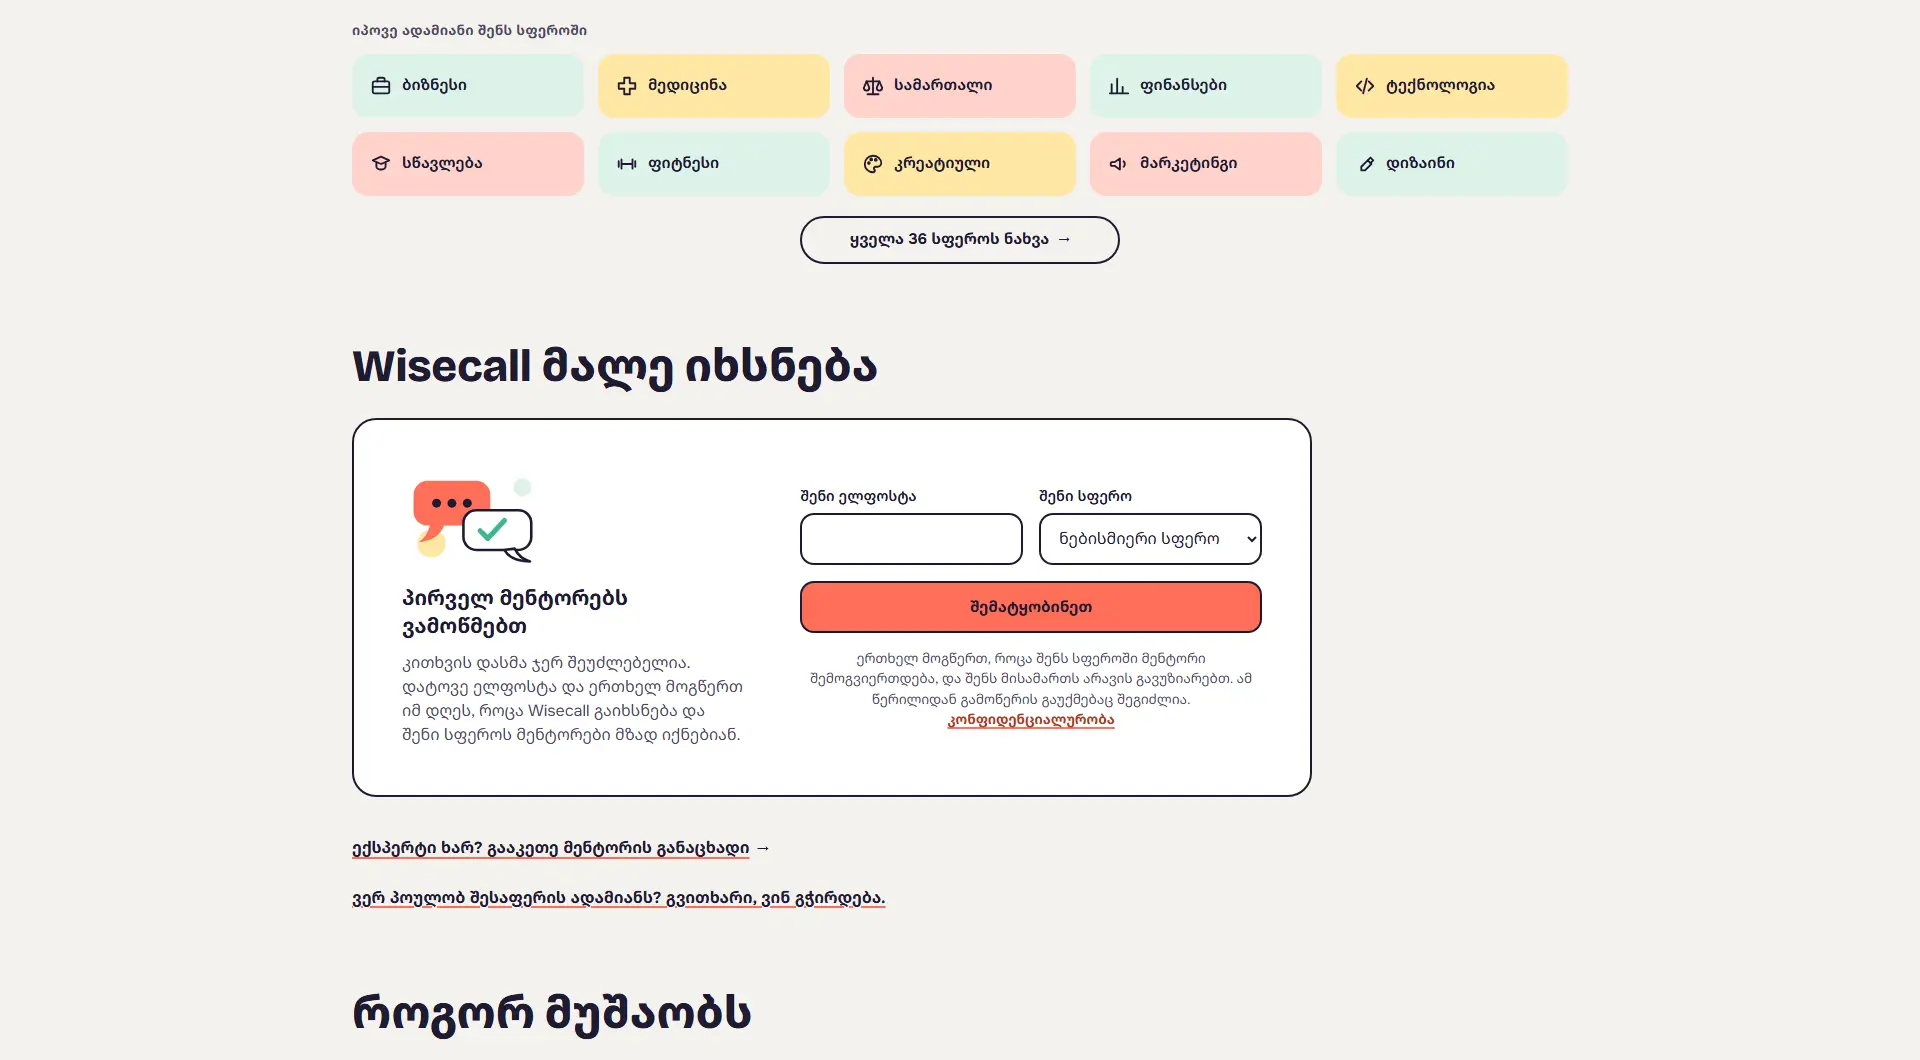 იპოვე ადამიანი შენს სფეროში
ბიზნესი
მედიცინა
სამართალი
ფინანსები
ტექნოლოგია
სწავლება
ფიტნესი
კრეატიული
მარკეტინგი
დიზაინი
ყველა 36 სფეროს ნახვა →
Wisecall მალე იხსნება
პირველ მენტორებს
ვამოწმებთ
კითხვის დასმა ჯერ შეუძლებელია.
დატოვე ელფოსტა და ერთხელ მოგწერთ
იმ დღეს, როცა Wisecall გაიხსნება და
შენი სფეროს მენტორები მზად იქნებიან.
შენი ელფოსტა
შენი სფერო
ნებისმიერი სფერო
შემატყობინეთ
ერთხელ მოგწერთ, როცა შენს სფეროში მენტორი
შემოგვიერთდება, და შენს მისამართს არავის გავუზიარებთ. ამ
წერილიდან გამოწერის გაუქმებაც შეგიძლია.
კონფიდენციალურობა
ექსპერტი ხარ? გააკეთე მენტორის განაცხადი →
ვერ პოულობ შესაფერის ადამიანს? გვითხარი, ვინ გჭირდება.
როგორ მუშაობს